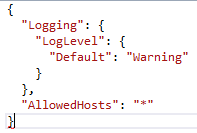 {
  "Logging": {
    "LogLevel": {
      "Default": "Warning"
    }
  },
  "AllowedHosts": "*"
}